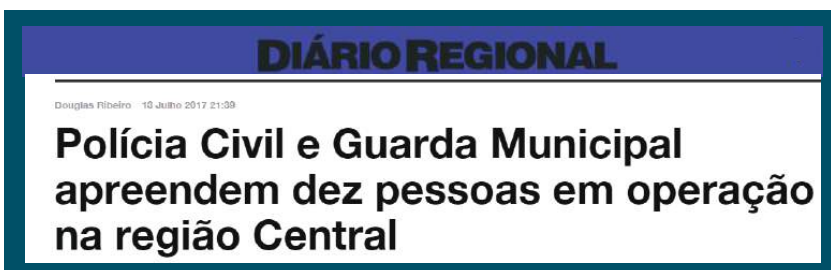 DIÁRIO REGIONAL
Douglas Ribeiro 18 Julho 2017 21:39
Polícia Civil e Guarda Municipal
apreendem dez pessoas em operação
na região Central